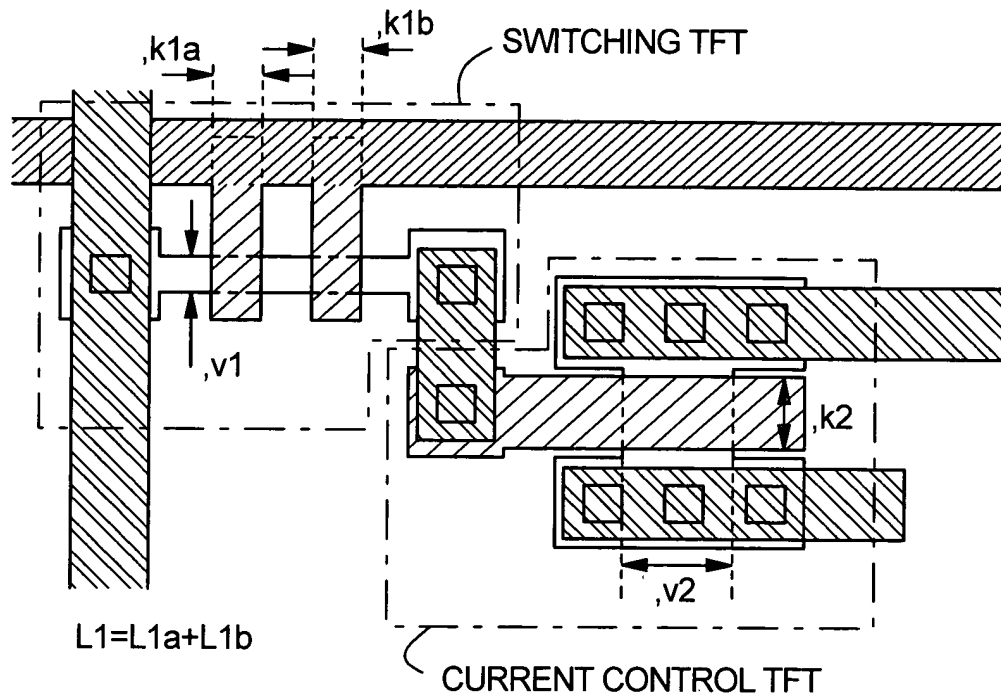 SWITCHING TFT
,k1a
,k1b
,v1
,k2
,v2
L1=L1a+L1b
CURRENT CONTROL TFT